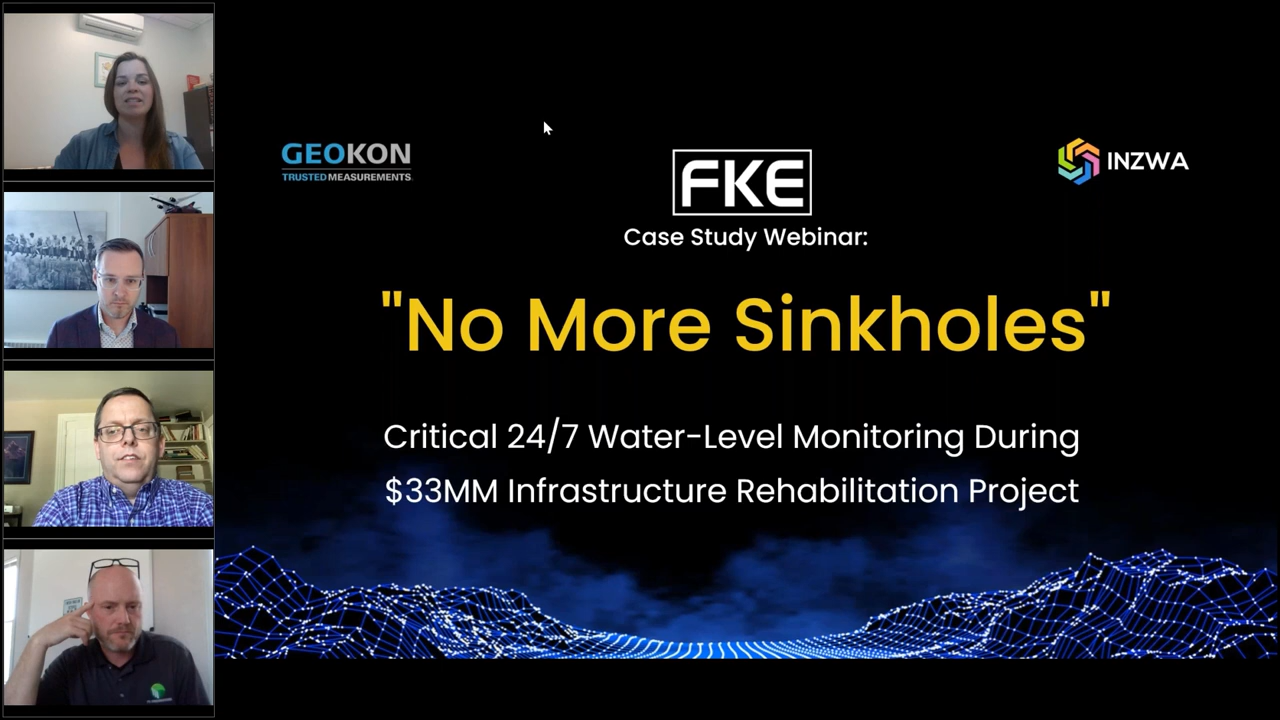 GEOKON
TRUSTED MEASUREMENTS
FKE
INZWA
Case Study Webinar:
"No More Sinkholes"
Critical 24/7 Water-Level Monitoring During
$33MM Infrastructure Rehabilitation Project